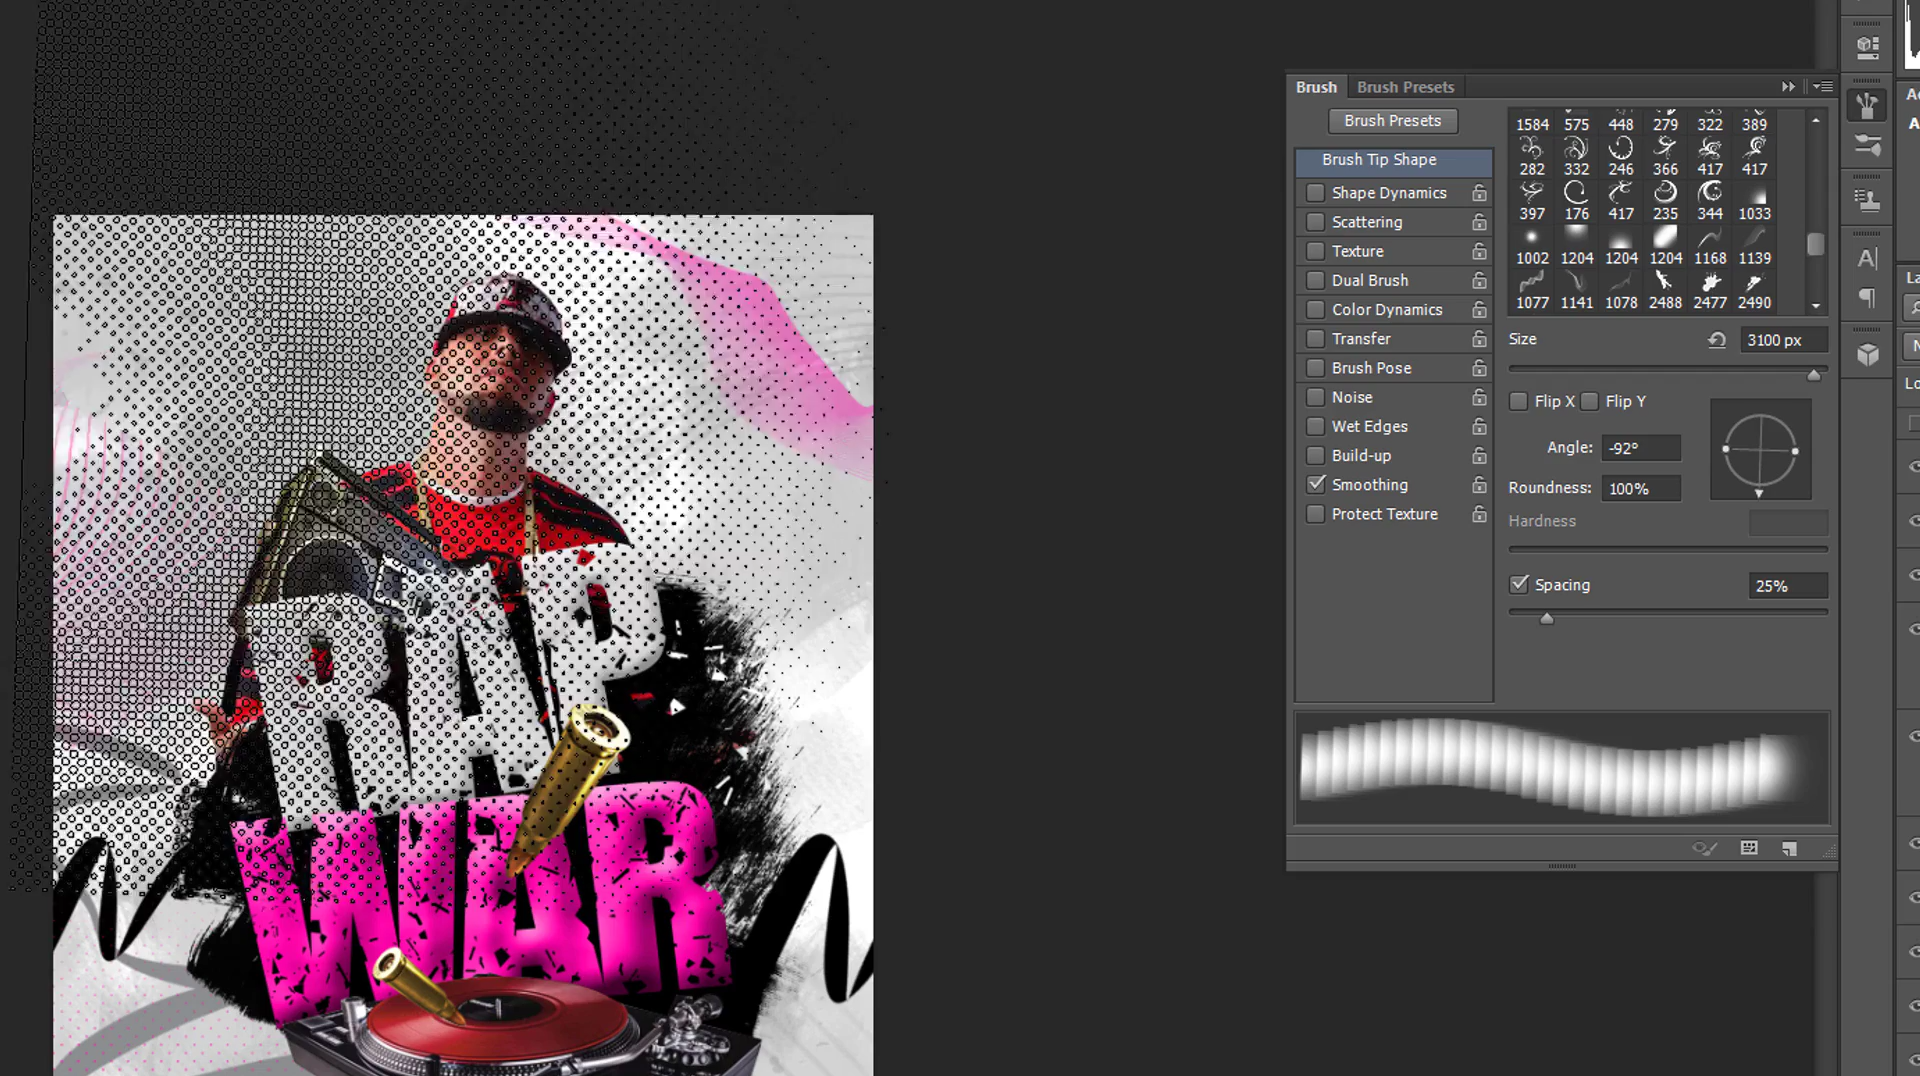 Brush
Brush Presets
Brush Presets
Brush Tip Shape
Shape Dynamics
Scattering
Texture
Dual Brush
Color Dynamics
Transfer
Brush Pose
Noise
Wet Edges
Build-up
Smoothing
Protect Texture
1584 575 448 279 322 389
282 332 246 366 417 417
397 176 417 235 344 1033
1002 1204 1204 1204 1168 1139
1077 1141 1078 2488 2477 2490
Size 3100 px
Flip X Flip Y
Angle: -92°
Roundness: 100%
Hardness
Spacing 25%
RAP
WAR